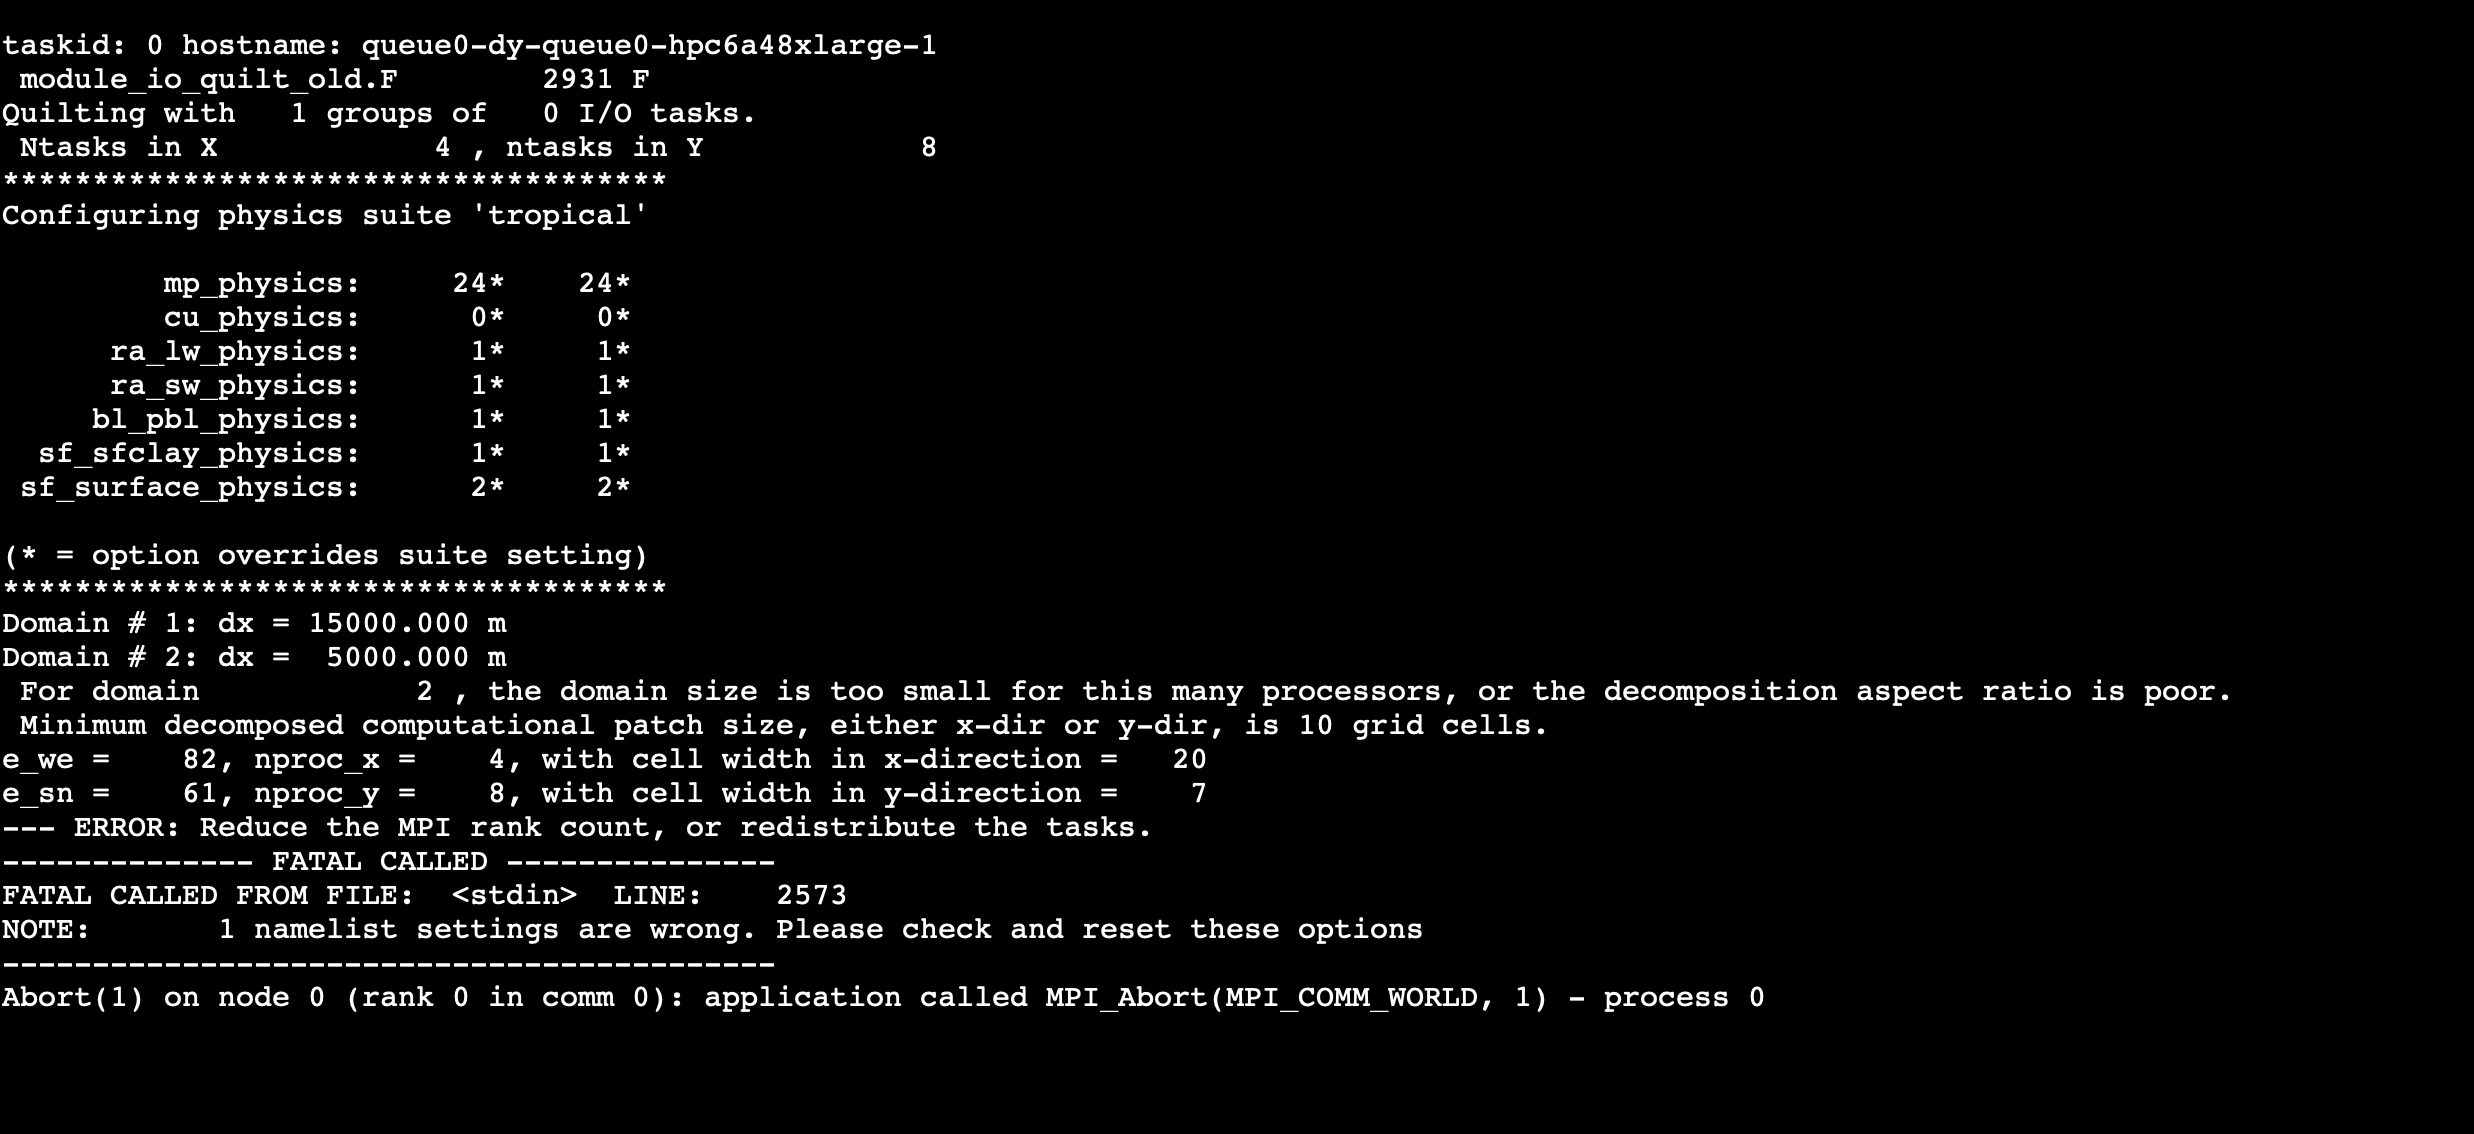 taskid: 0 hostname: queue0-dy-queue0-hpc6a48xlarge-1
 module_io_quilt_old.F        2931 F
Quilting with   1 groups of   0 I/O tasks.
 Ntasks in X            4 , ntasks in Y            8
*************************************
Configuring physics suite 'tropical'

         mp_physics:     24*    24*
         cu_physics:      0*     0*
      ra_lw_physics:      1*     1*
      ra_sw_physics:      1*     1*
     bl_pbl_physics:      1*     1*
  sf_sfclay_physics:      1*     1*
 sf_surface_physics:      2*     2*

(* = option overrides suite setting)
*************************************
Domain # 1: dx = 15000.000 m
Domain # 2: dx =  5000.000 m
 For domain            2 , the domain size is too small for this many processors, or the decomposition aspect ratio is poor.
 Minimum decomposed computational patch size, either x-dir or y-dir, is 10 grid cells.
e_we =    82, nproc_x =    4, with cell width in x-direction =   20
e_sn =    61, nproc_y =    8, with cell width in y-direction =    7
--- ERROR: Reduce the MPI rank count, or redistribute the tasks.
-------------- FATAL CALLED ---------------
FATAL CALLED FROM FILE:  <stdin>  LINE:    2573
NOTE:       1 namelist settings are wrong. Please check and reset these options
-------------------------------------------
Abort(1) on node 0 (rank 0 in comm 0): application called MPI_Abort(MPI_COMM_WORLD, 1) - process 0